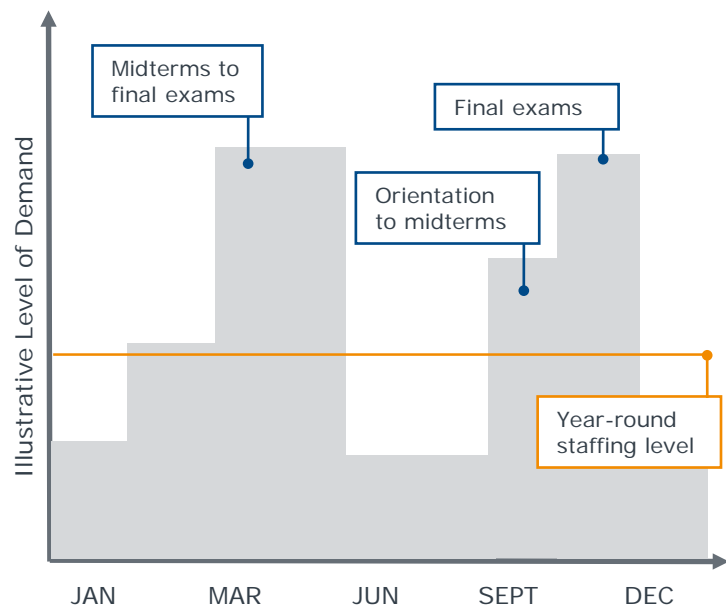 Midterms to
final exams
Final exams
Orientation
to midterms
Year-round
staffing level
Illustrative Level of Demand
JAN MAR JUN SEPT DEC